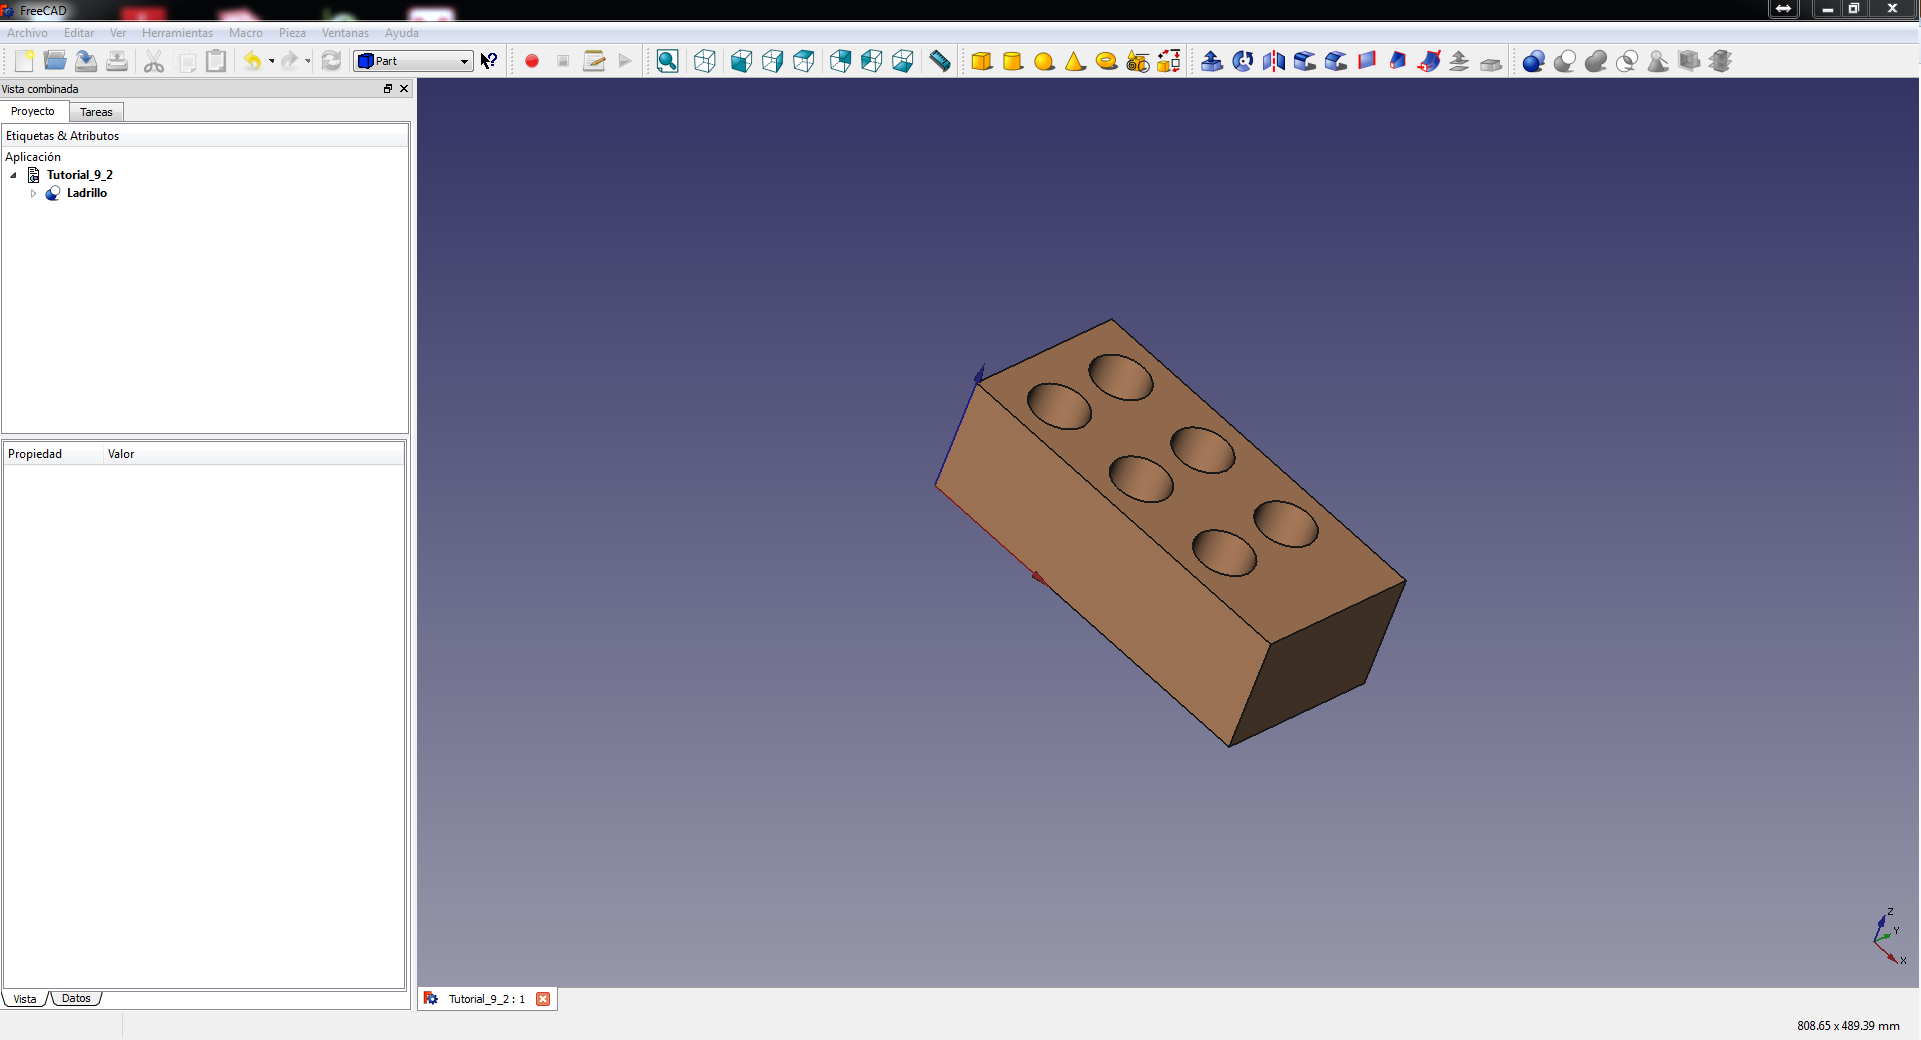 FreeCAD
Archivo Editar Ver Herramientas Macro Pieza Ventanas Ayuda
Part
Vista combinada
Proyecto Tareas
Etiquetas & Atributos
Aplicación
Tutorial_9_2
Ladrillo
Propiedad Valor
Z
Y
X
Vista Datos
Tutorial_9_2 : 1
808.65 x 489.39 mm